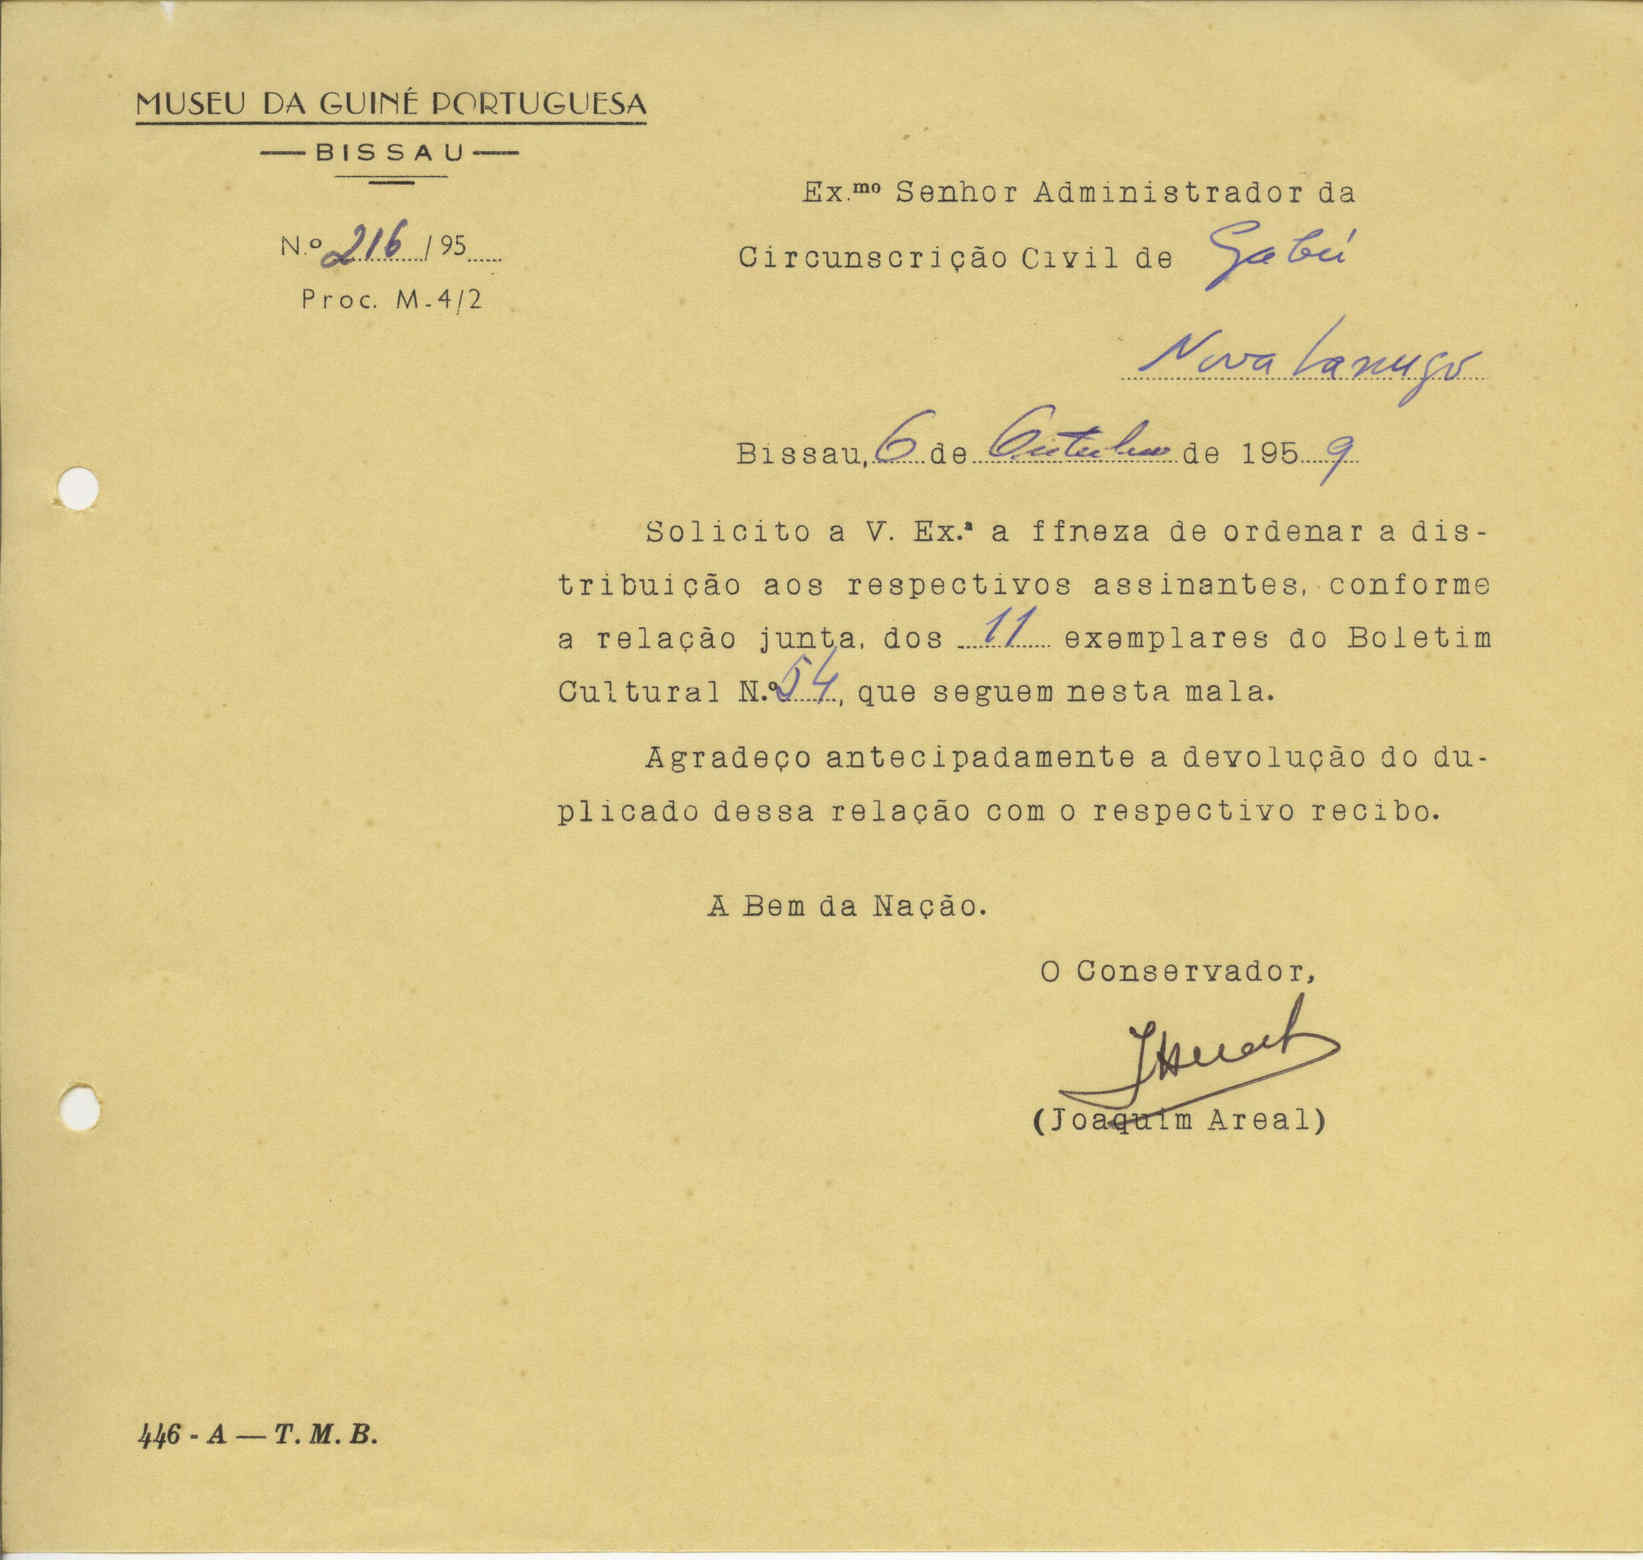 MUSEU DA GUINÉ PORTUGUESA
— BISSAU —
N.º 216 / 95
Proc. M-4/2
Ex.mo Senhor Administrador da
Circunscrição Civil de Gabú
Nova Lamego
Bissau, 6 de Outubro de 1959
Solicito a V. Ex.ª a ffneza de ordenar a dis-
tribuição aos respectivos assinantes, conforme
a relação junta, dos 11 exemplares do Boletim
Cultural N.º 54, que seguem nesta mala.
Agradeço antecipadamente a devolução do du-
plicado dessa relação com o respectivo recibo.
A Bem da Nação.
O Conservador,
(Joaquim Areal)
446 - A — T. M. B.